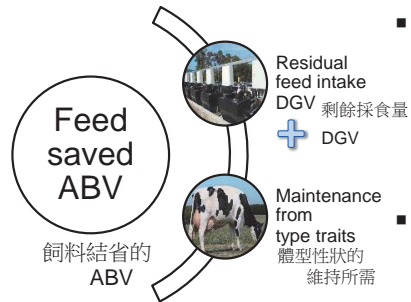 Feed
saved
ABV
飼料結省的
ABV
Residual
feed intake
DGV 剩餘採食量
DGV
Maintenance
from
type traits
體型性狀的
維持所需